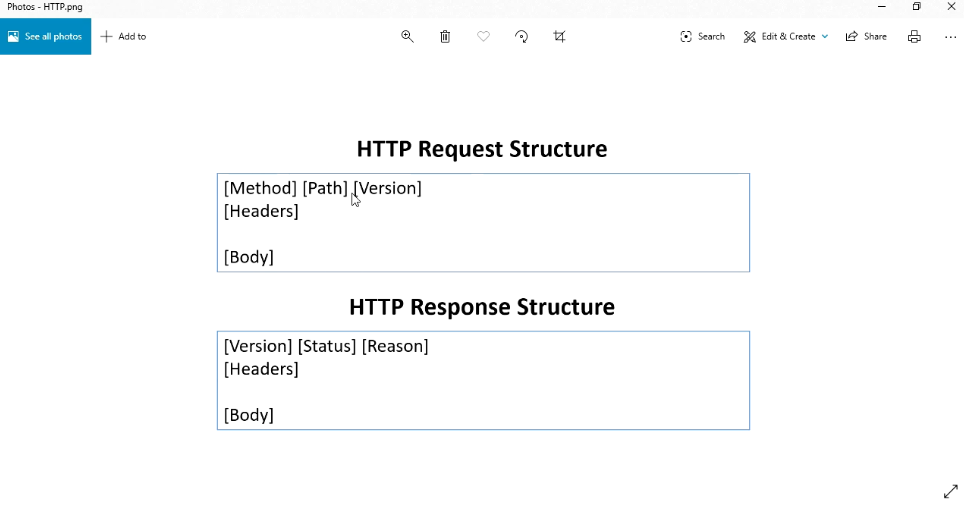 Photos - HTTP.png
See all photos
Add to
Search
Edit & Create
Share
HTTP Request Structure
[Method] [Path] [Version]
[Headers]
[Body]
HTTP Response Structure
[Version] [Status] [Reason]
[Headers]
[Body]